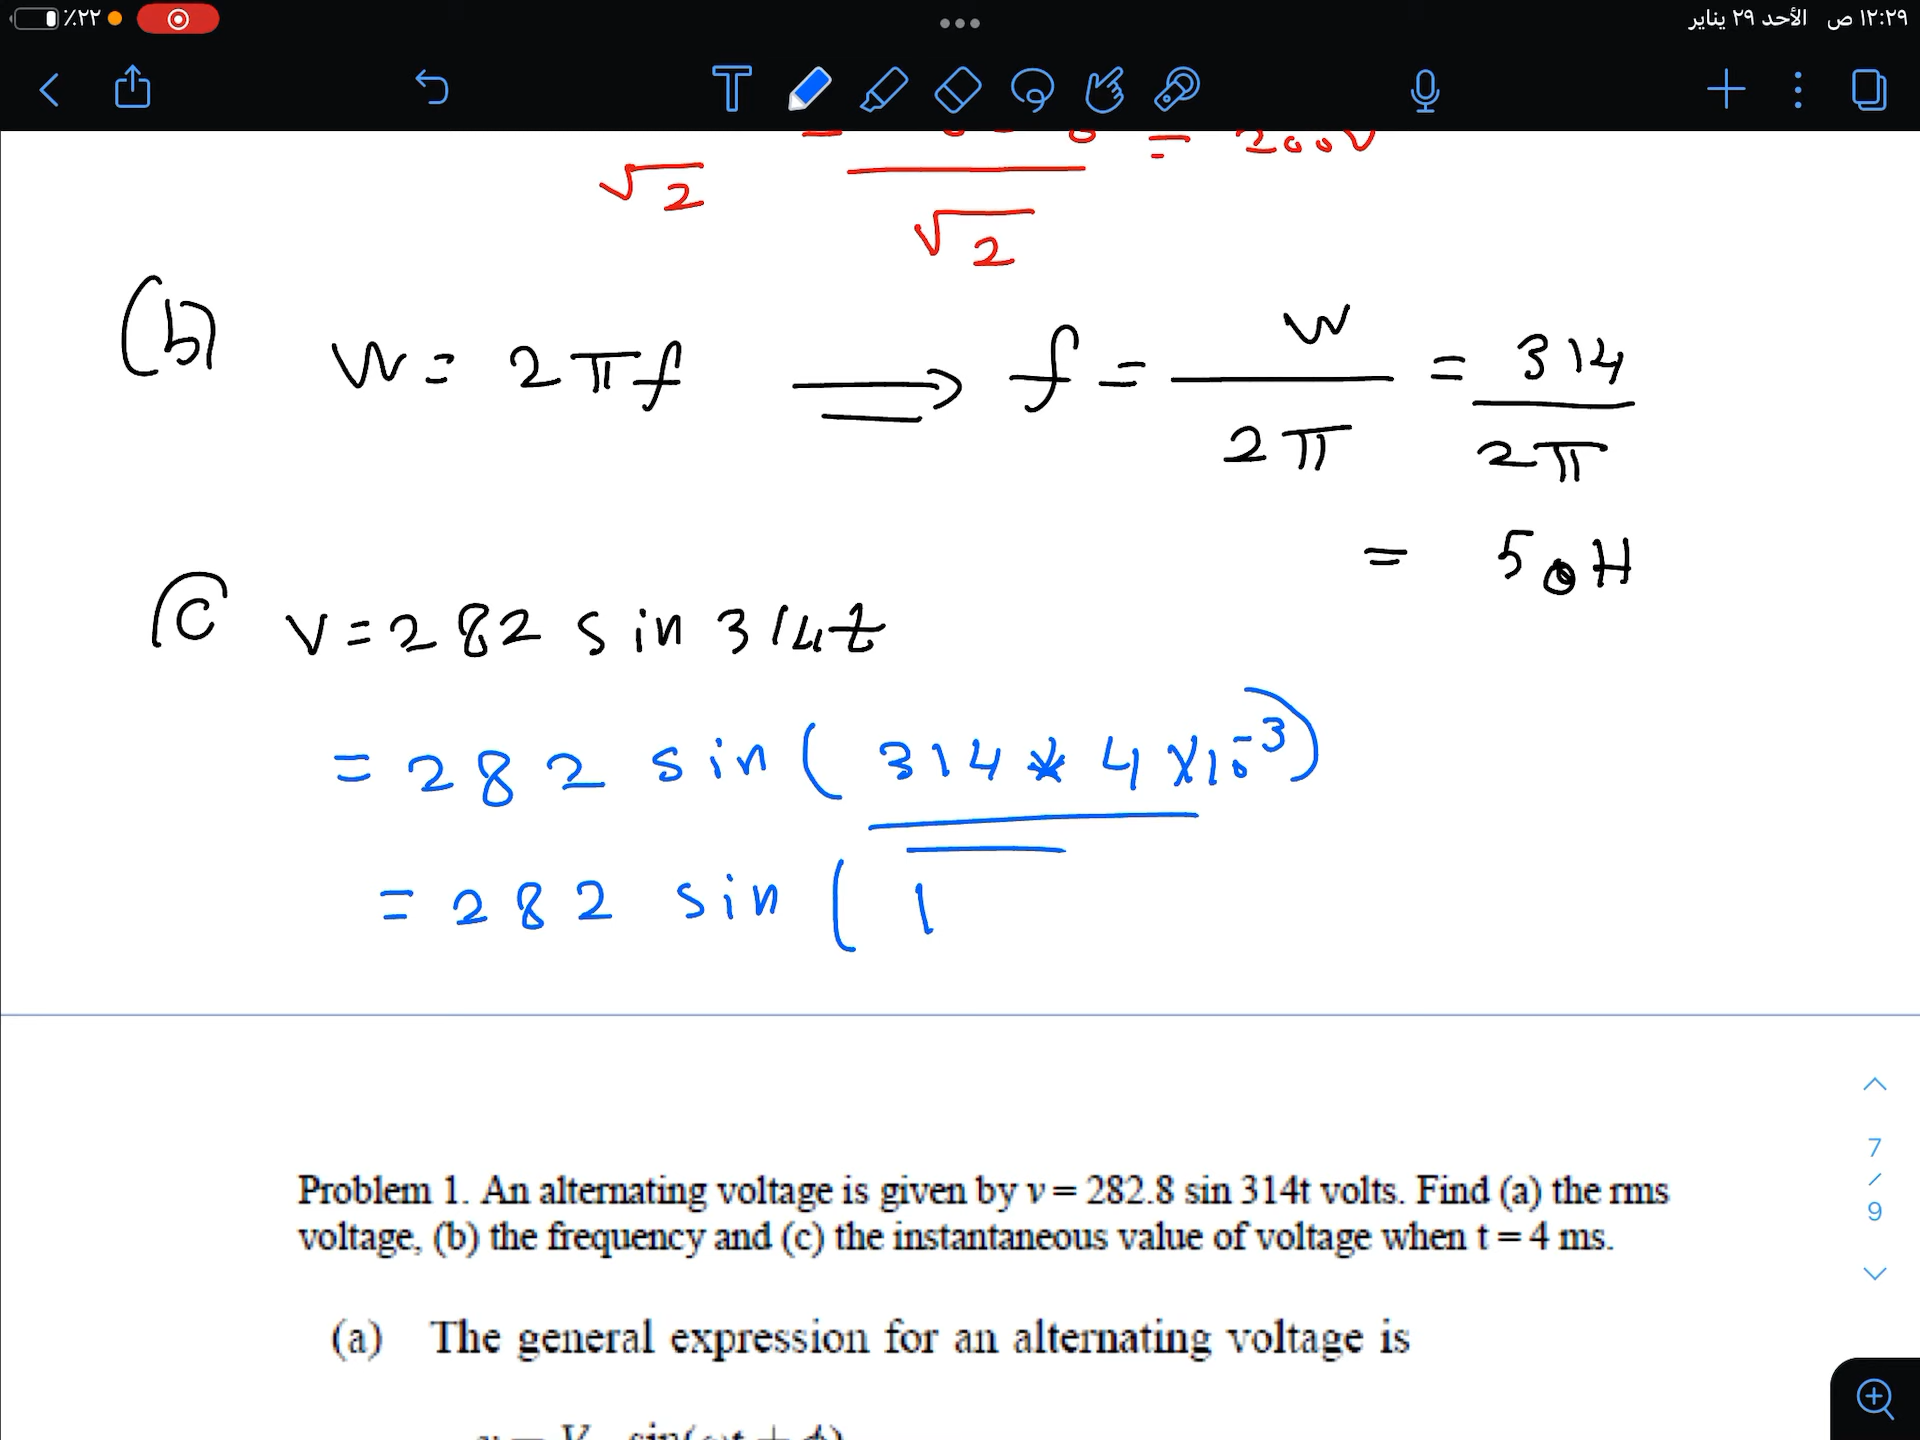 ٪٢٢ ١٢:٢٩ ص الأحد ٢٩ يناير
T
= 200V
√2
√2
(b) W = 2πf ⟹ f = W / 2π = 314 / 2π
= 50H
(c) V = 282 sin 314t
= 282 sin ( 314 * 4 X10⁻³)
= 282 sin ( 1
7
/
9
Problem 1. An alternating voltage is given by v = 282.8 sin 314t volts. Find (a) the rms
voltage, (b) the frequency and (c) the instantaneous value of voltage when t = 4 ms.
(a) The general expression for an alternating voltage is